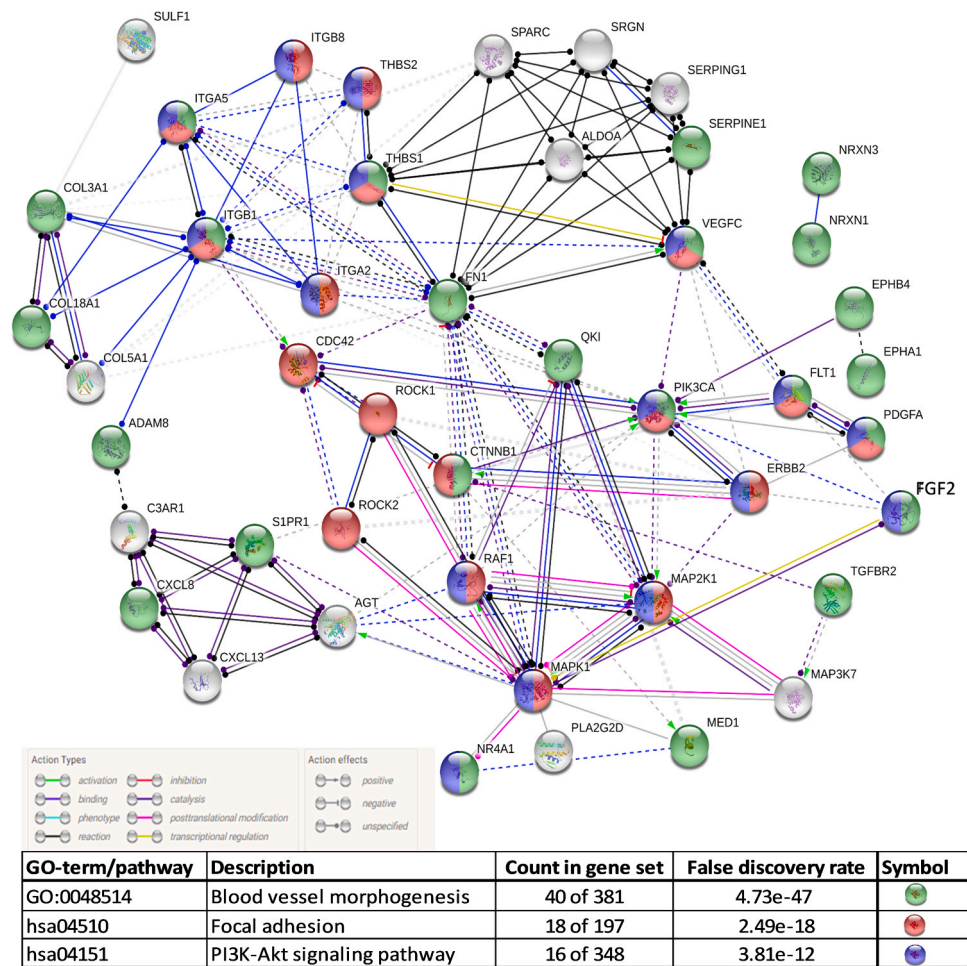 SULF1
ITGB8
SPARC
SRGN
THBS2
SERPING1
ITGA5
ALDOA
SERPINE1
THBS1
NRXN3
COL3A1
ITGB1
VEGFC
NRXN1
ITGA2
FN1
COL18A1
EPHB4
CDC42
QKI
COL5A1
EPHA1
ROCK1
PIK3CA
FLT1
PDGFA
ADAM8
CTNNB1
ERBB2
FGF2
C3AR1
ROCK2
S1PR1
RAF1
MAP2K1
TGFBR2
CXCL8
AGT
CXCL13
MAPK1
MAP3K7
PLA2G2D
MED1
NR4A1
Action Types
activation inhibition
binding catalysis
phenotype posttranslational modification
reaction transcriptional regulation
Action effects
positive
negative
unspecified
GO-term/pathway Description Count in gene set False discovery rate Symbol
GO:0048514 Blood vessel morphogenesis 40 of 381 4.73e-47
hsa04510 Focal adhesion 18 of 197 2.49e-18
hsa04151 PI3K-Akt signaling pathway 16 of 348 3.81e-12